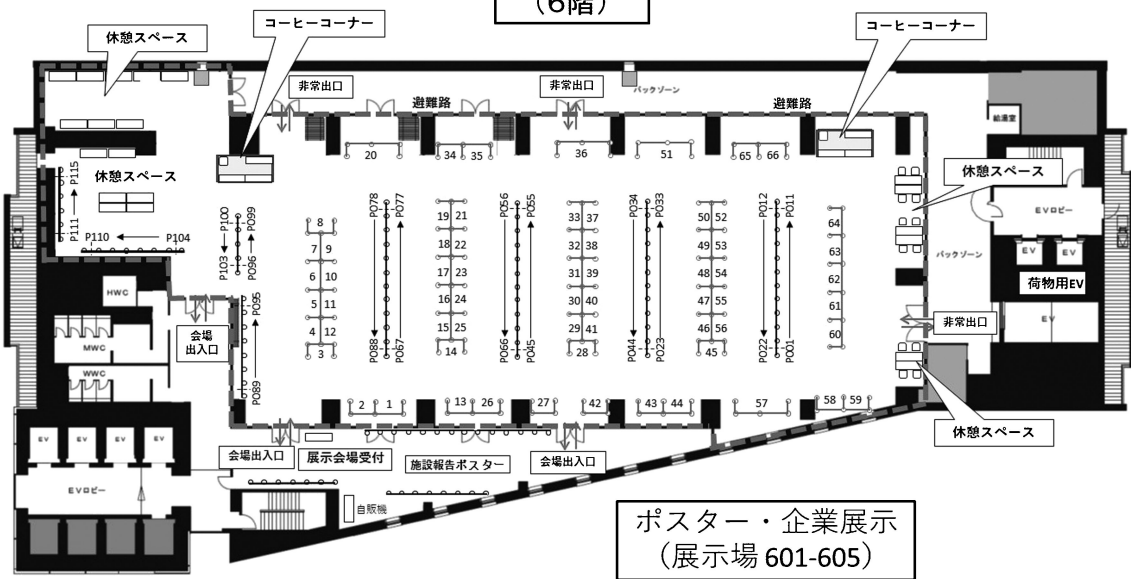 （6階）
コーヒーコーナー
コーヒーコーナー
休憩スペース
非常出口
非常出口
バックゾーン
避難路
避難路
給湯室
20
34
35
36
51
65
66
休憩スペース
休憩スペース
P115
P111
P110
P104
P100
P103
P099
P096
P095
P089
8
7
9
6
10
5
11
4
12
3
P078
P088
P077
P067
19
21
18
22
17
23
16
24
15
25
14
P056
P066
P055
P045
33
37
32
38
31
39
30
40
29
41
28
P034
P044
P033
P023
50
52
49
53
48
54
47
55
46
56
45
P012
P022
P011
P001
64
63
62
61
60
EVロビー
バックゾーン
EV
EV
荷物用EV
EV
非常出口
HWC
MWC
WWC
会場
出入口
2
1
13
26
27
42
43
44
57
58
59
休憩スペース
EV
EV
EV
EV
会場出入口
展示会場受付
施設報告ポスター
会場出入口
EVロビー
自販機
ポスター・企業展示
（展示場 601-605）